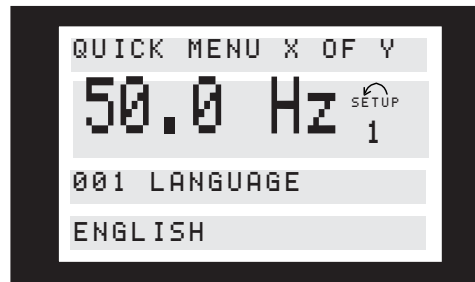 QUICK MENU X OF Y
50.0 Hz SETUP
1
001 LANGUAGE
ENGLISH